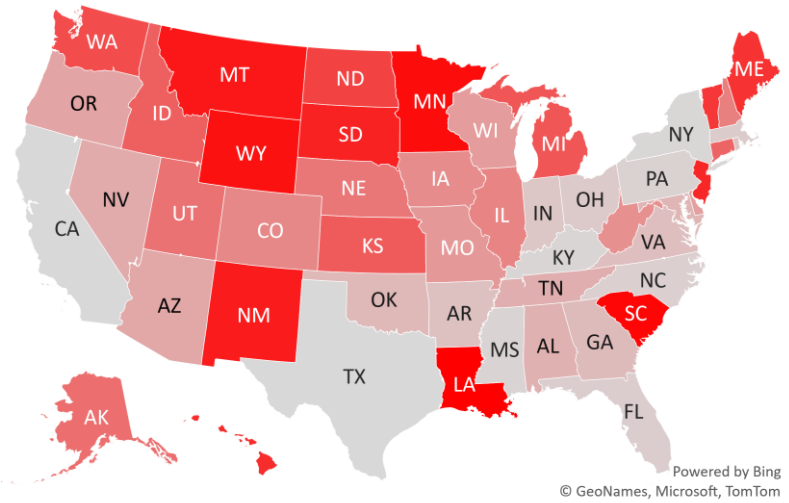 WA
ME
MT
ND
MN
OR
ID
SD
WI
MI
NY
WY
PA
IA
NE
NV
OH
IL
IN
UT
CO
CA
VA
KS
MO
KY
NC
TN
OK
AZ
NM
AR
SC
GA
AL
MS
TX
LA
FL
AK
Powered by Bing
© GeoNames, Microsoft, TomTom